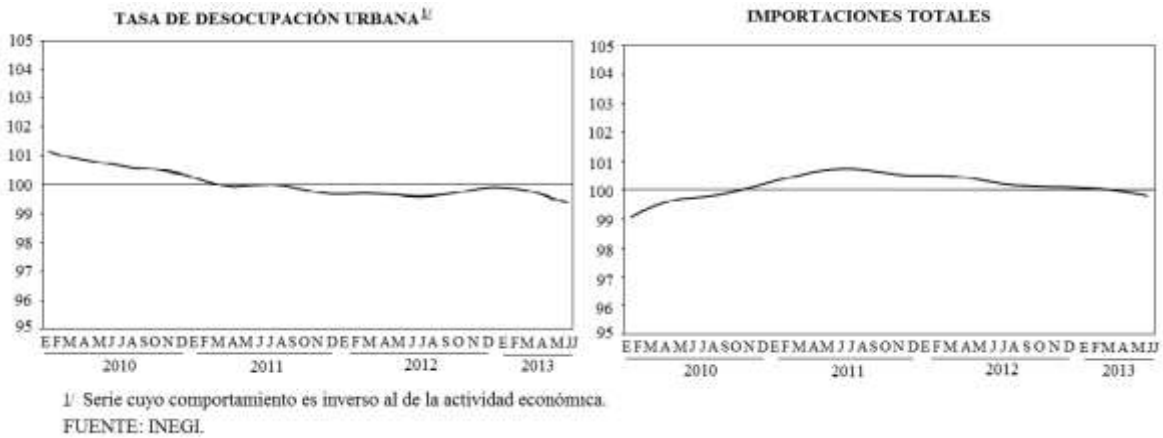 TASA DE DESOCUPACIÓN URBANA 1/
105
104
103
102
101
100
99
98
97
96
95
E F M A M J J A S O N D E F M A M J J A S O N D E F M A M J J A S O N D E F M A M J J
2010 2011 2012 2013
IMPORTACIONES TOTALES
105
104
103
102
101
100
99
98
97
96
95
E F M A M J J A S O N D E F M A M J J A S O N D E F M A M J J A S O N D E F M A M J J
2010 2011 2012 2013
1/ Serie cuyo comportamiento es inverso al de la actividad económica.
FUENTE: INEGI.